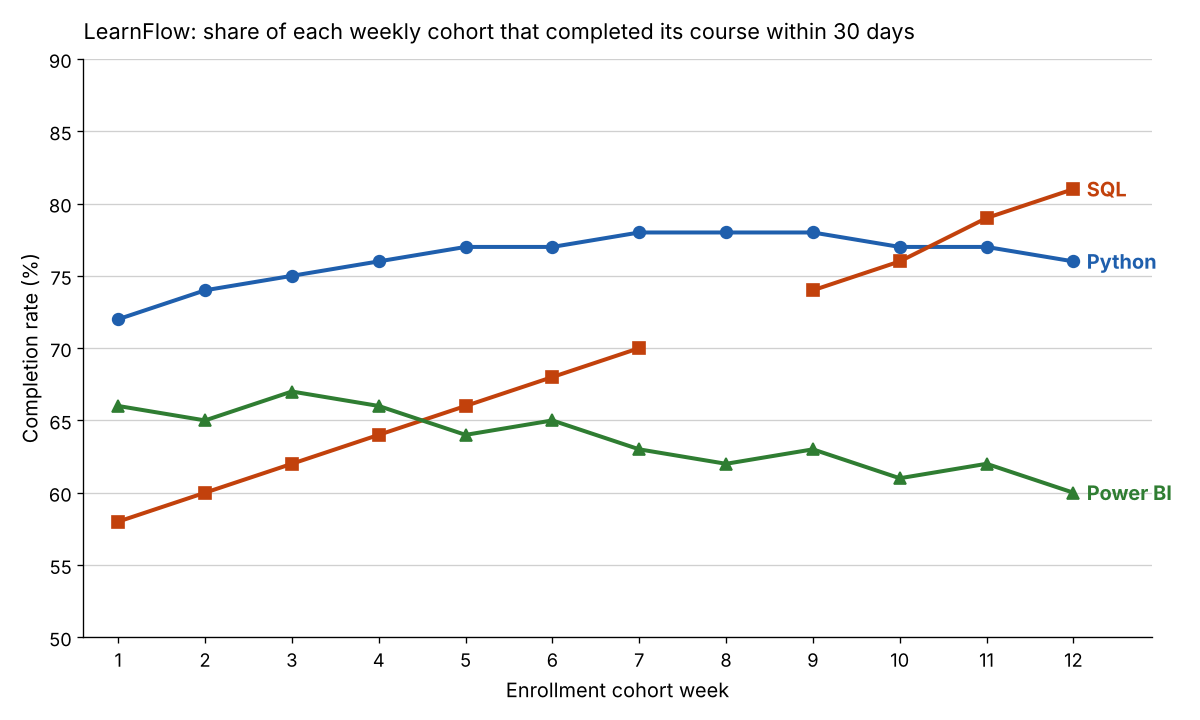 LearnFlow: share of each weekly cohort that completed its course within 30 days
90
85
80
75
70
65
60
55
50
Completion rate (%)
SQL
Python
Power BI
1 2 3 4 5 6 7 8 9 10 11 12
Enrollment cohort week